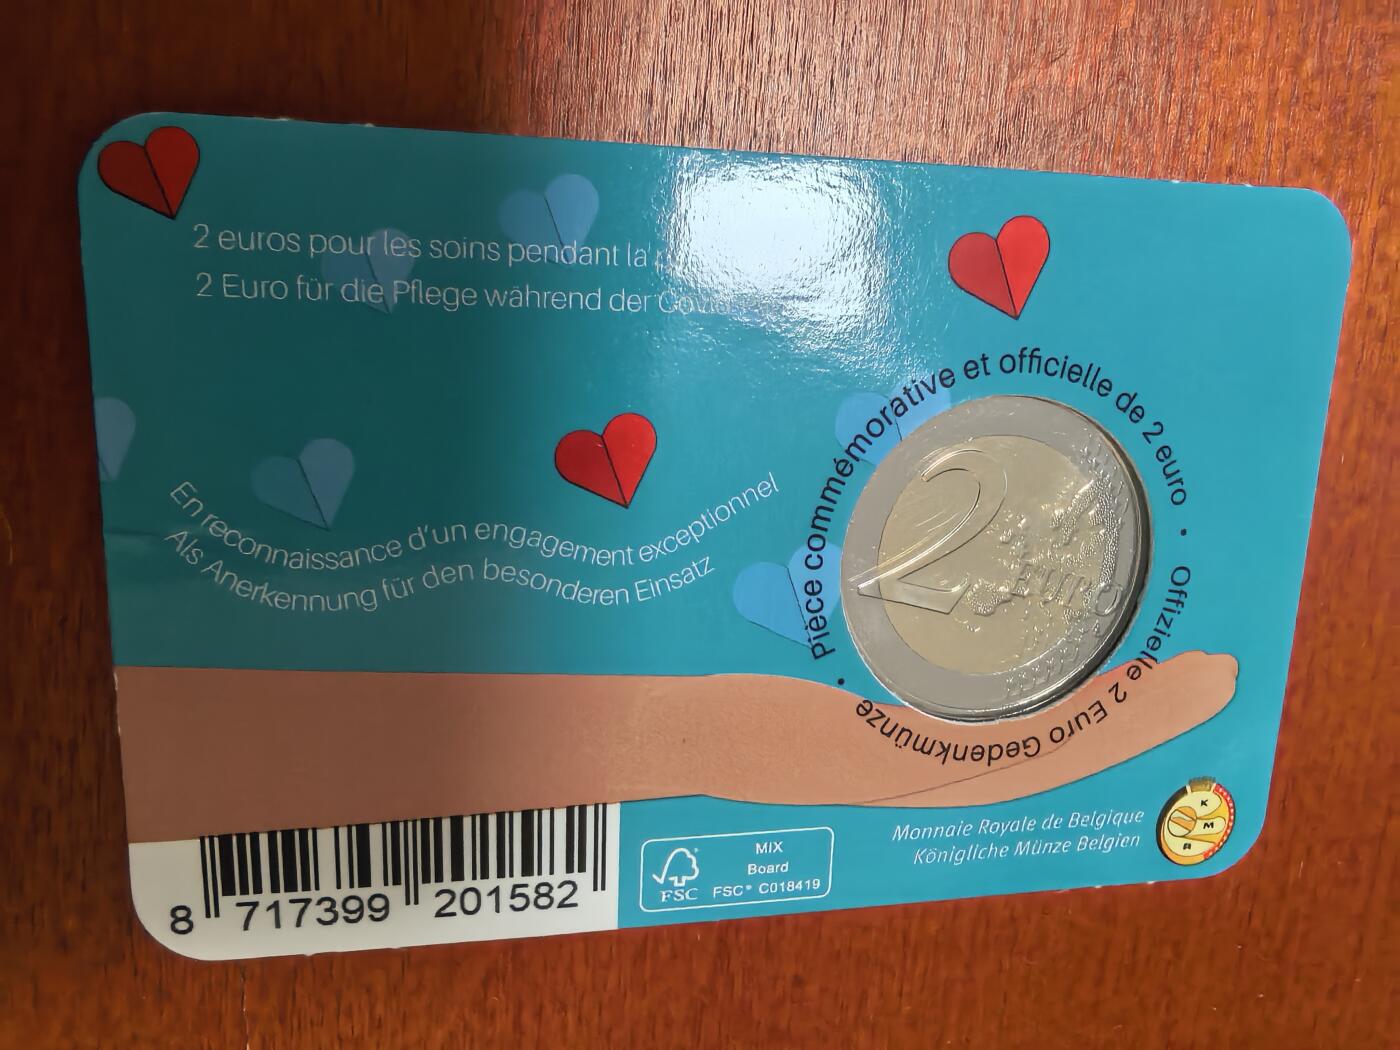 2 euros pour les soins pendant la
2 Euro für die Pflege während der
En reconnaissance d'un engagement exceptionnel
Als Anerkennung für den besonderen Einsatz
Pièce commémorative et officielle de 2 euro •
Offizielle 2 Euro Gedenkmünze •
2
EURO
8 717399 201582
FSC
MIX
Board
FSC® C018419
Monnaie Royale de Belgique
Königliche Münze Belgien
K
M
A